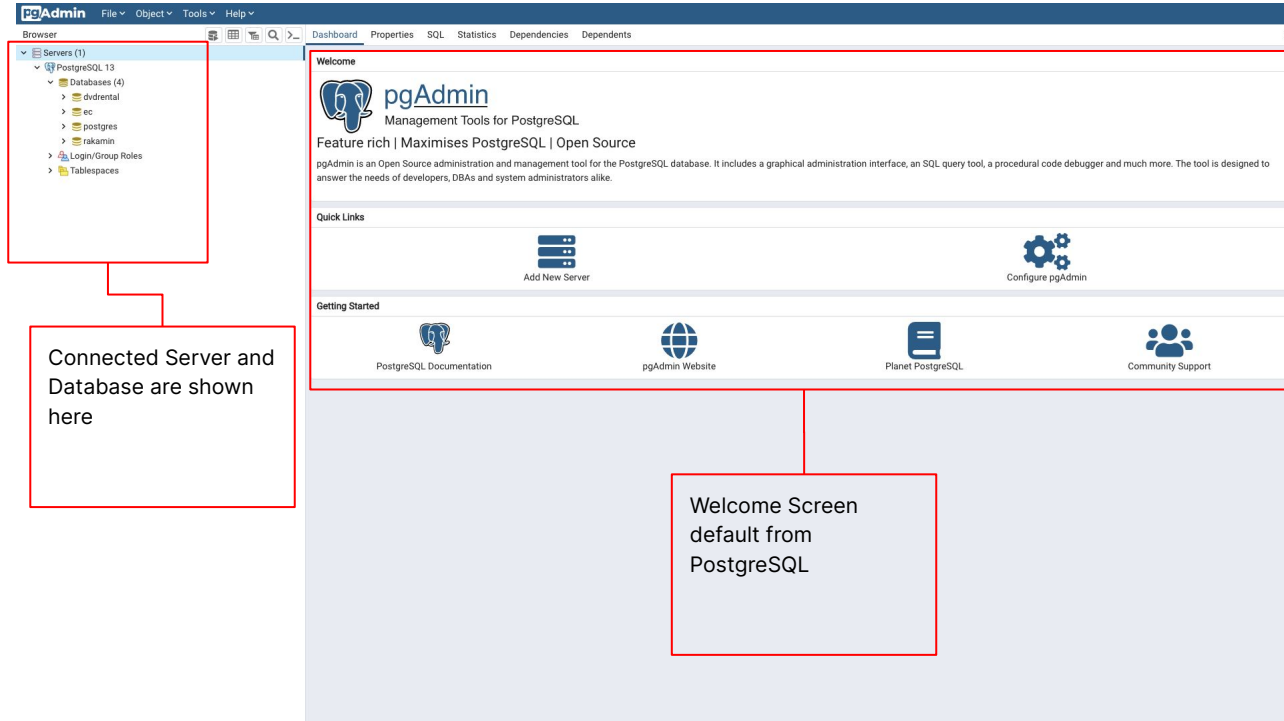 pgAdmin File Object Tools Help
Browser
Dashboard Properties SQL Statistics Dependencies Dependents
Servers (1)
PostgreSQL 13
Databases (4)
dvdrental
ec
postgres
rakamin
Login/Group Roles
Tablespaces
Welcome
pgAdmin
Management Tools for PostgreSQL
Feature rich | Maximises PostgreSQL | Open Source
pgAdmin is an Open Source administration and management tool for the PostgreSQL database. It includes a graphical administration interface, an SQL query tool, a procedural code debugger and much more. The tool is designed to
answer the needs of developers, DBAs and system administrators alike.
Quick Links
Add New Server Configure pgAdmin
Getting Started
PostgreSQL Documentation pgAdmin Website Planet PostgreSQL Community Support
Connected Server and
Database are shown
here
Welcome Screen
default from
PostgreSQL